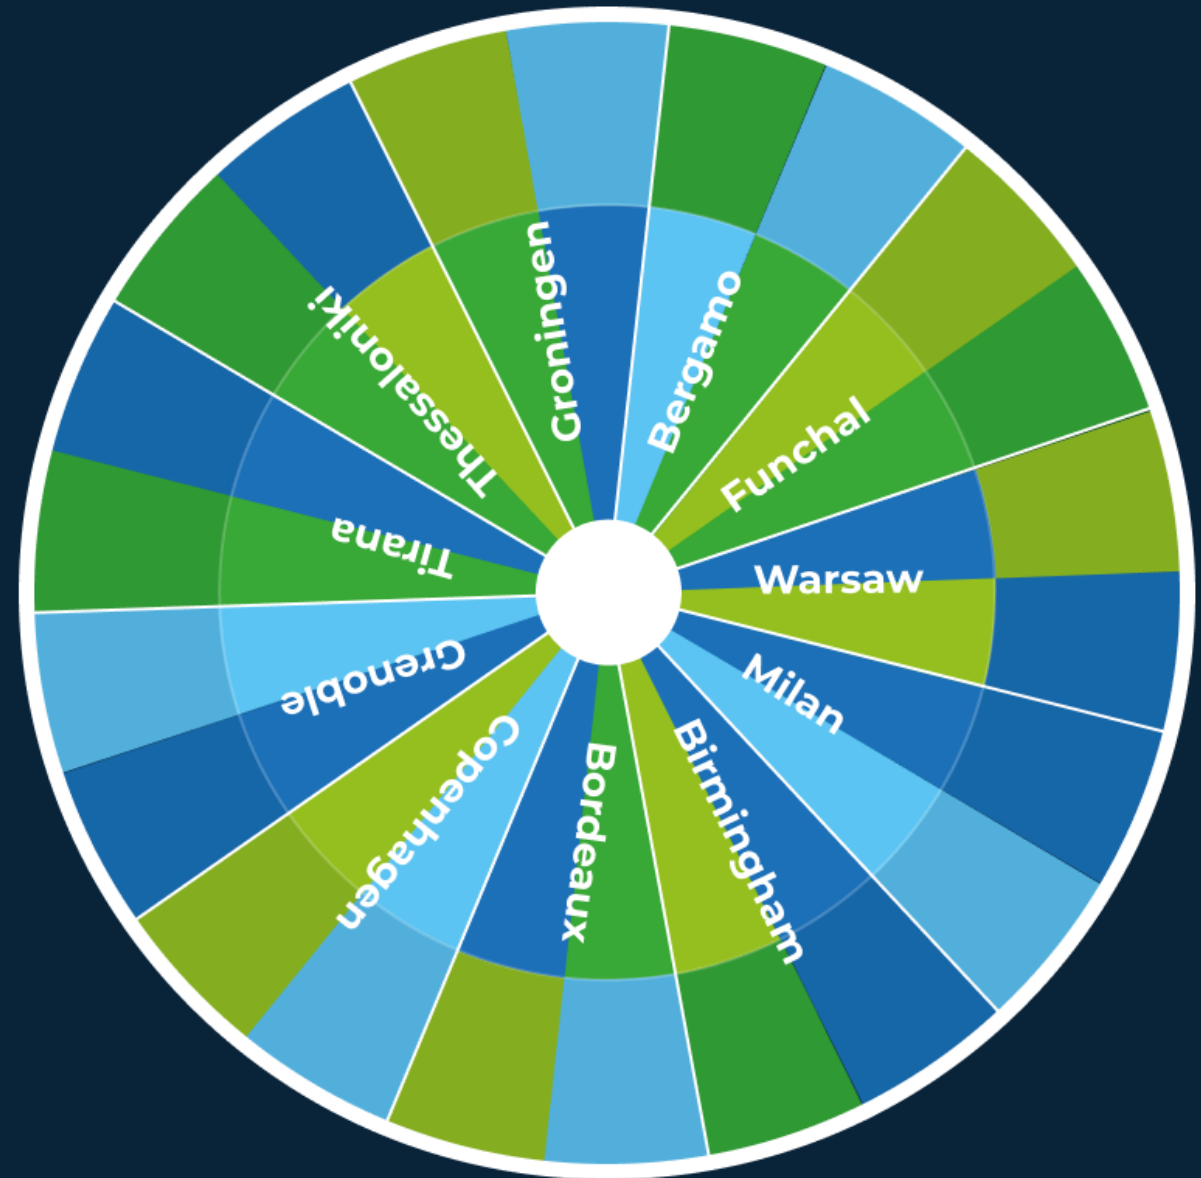 Groningen
Bergamo
Funchal
Warsaw
Milan
Birmingham
Bordeaux
Copenhagen
Grenoble
Tirana
Thessaloniki